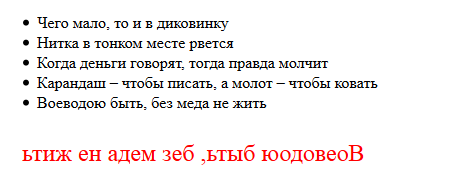 • Чего мало, то и в диковинку
• Нитка в тонком месте рвется
• Когда деньги говорят, тогда правда молчит
• Карандаш – чтобы писать, а молот – чтобы ковать
• Воеводою быть, без меда не жить
ьтиж ен адем зеб ,ьтыб юодовеоВ